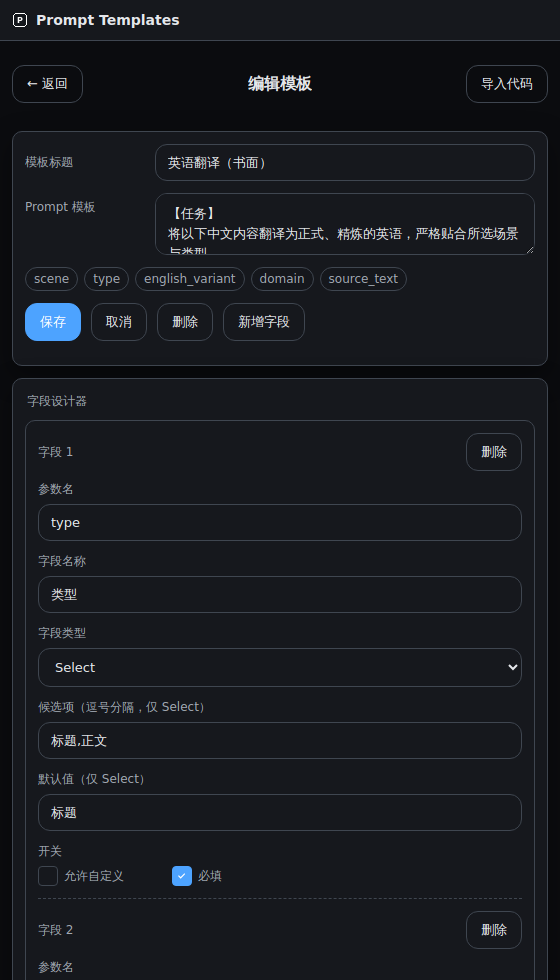 P Prompt Templates
← 返回 编辑模板 导入代码
模板标题 英语翻译（书面）
Prompt 模板 【任务】
将以下中文内容翻译为正式、精炼的英语，严格贴合所选场景
与类型
scene type english_variant domain source_text
保存 取消 删除 新增字段
字段设计器
字段 1 删除
参数名
type
字段名称
类型
字段类型
Select
候选项（逗号分隔，仅 Select）
标题,正文
默认值（仅 Select）
标题
开关
允许自定义 必填
字段 2 删除
参数名